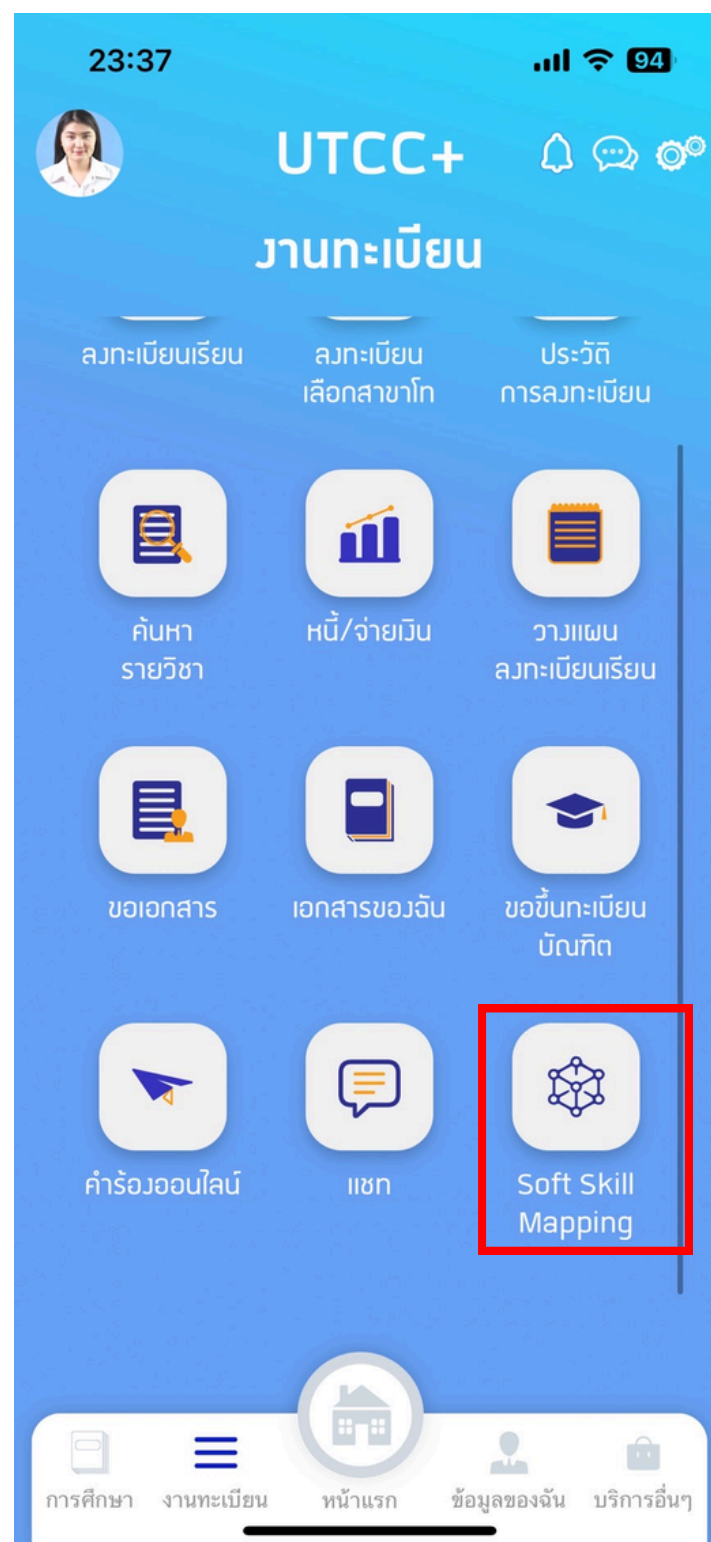 23:37
94
UTCC+
งานทะเบียน
ลงทะเบียนเรียน
ลงทะเบียน
เลือกสาขาโท
ประวัติ
การลงทะเบียน
ค้นหา
รายวิชา
หนี้/จ่ายเงิน
วางแผน
ลงทะเบียนเรียน
ขอเอกสาร
เอกสารของฉัน
ขอขึ้นทะเบียน
บัณฑิต
คำร้องออนไลน์
แชท
Soft Skill
Mapping
การศึกษา
งานทะเบียน
หน้าแรก
ข้อมูลของฉัน
บริการอื่นๆ